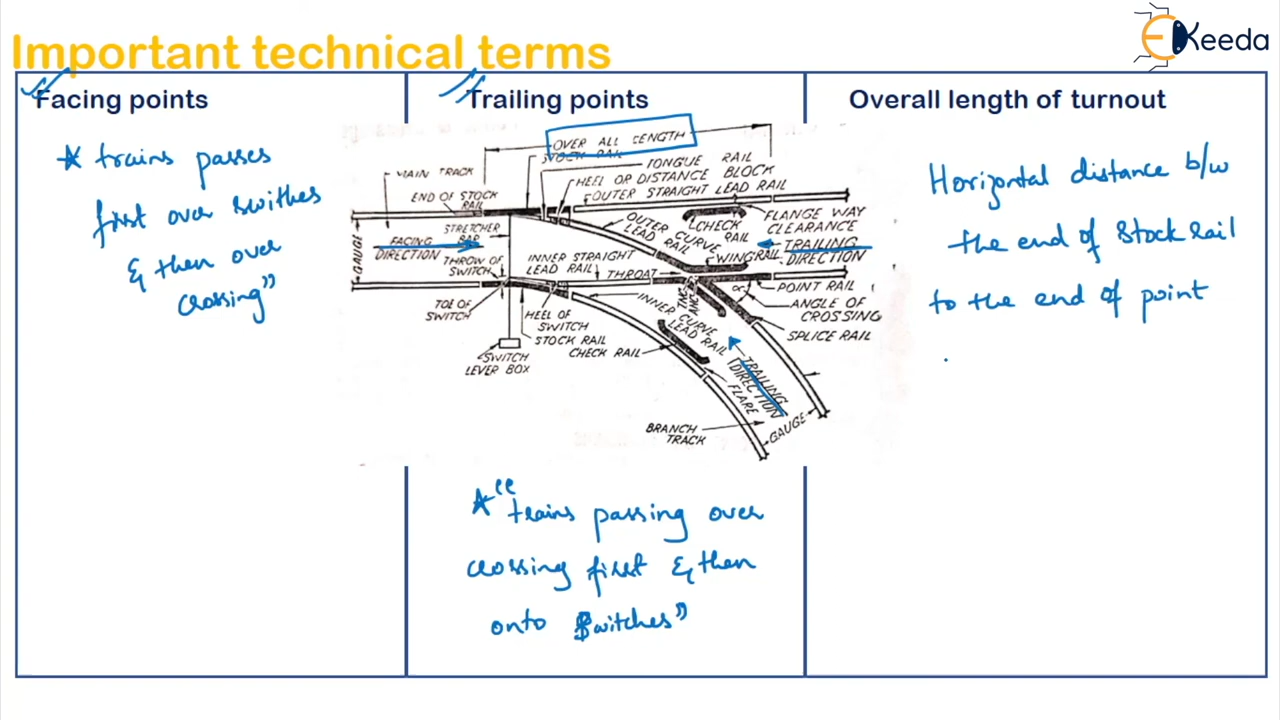 Important technical terms
Keeda
Facing points
Trailing points
Overall length of turnout
* trains passes
first over swithes
& then over
crossing"
OVER ALL LENGTH
STOCK RAIL
TONGUE RAIL
MAIN TRACK
HEEL OR DISTANCE BLOCK
END OF STOCK
RAIL
OUTER STRAIGHT LEAD RAIL
STRETCHER
BAR
OUTER CURVE
LEAD RAIL
CHECK
RAIL
FLANGE WAY
CLEARANCE
GAUGE
FACING
DIRECTION
TRAILING
DIRECTION
WING RAIL
THROW OF
SWITCH
INNER STRAIGHT
LEAD RAIL
THROAT
POINT RAIL
α
ANGLE OF
CROSSING
TOE OF
SWITCH
HEEL OF
SWITCH
INNER CURVE
LEAD RAIL
SPLICE RAIL
STOCK RAIL
CHECK RAIL
SWITCH
LEVER BOX
TRAILING
DIRECTION
FLARE
BRANCH
TRACK
GAUGE
Horizontal distance b/w
the end of Stock rail
to the end of point
* "trains passing over
crossing first & then
onto switches"